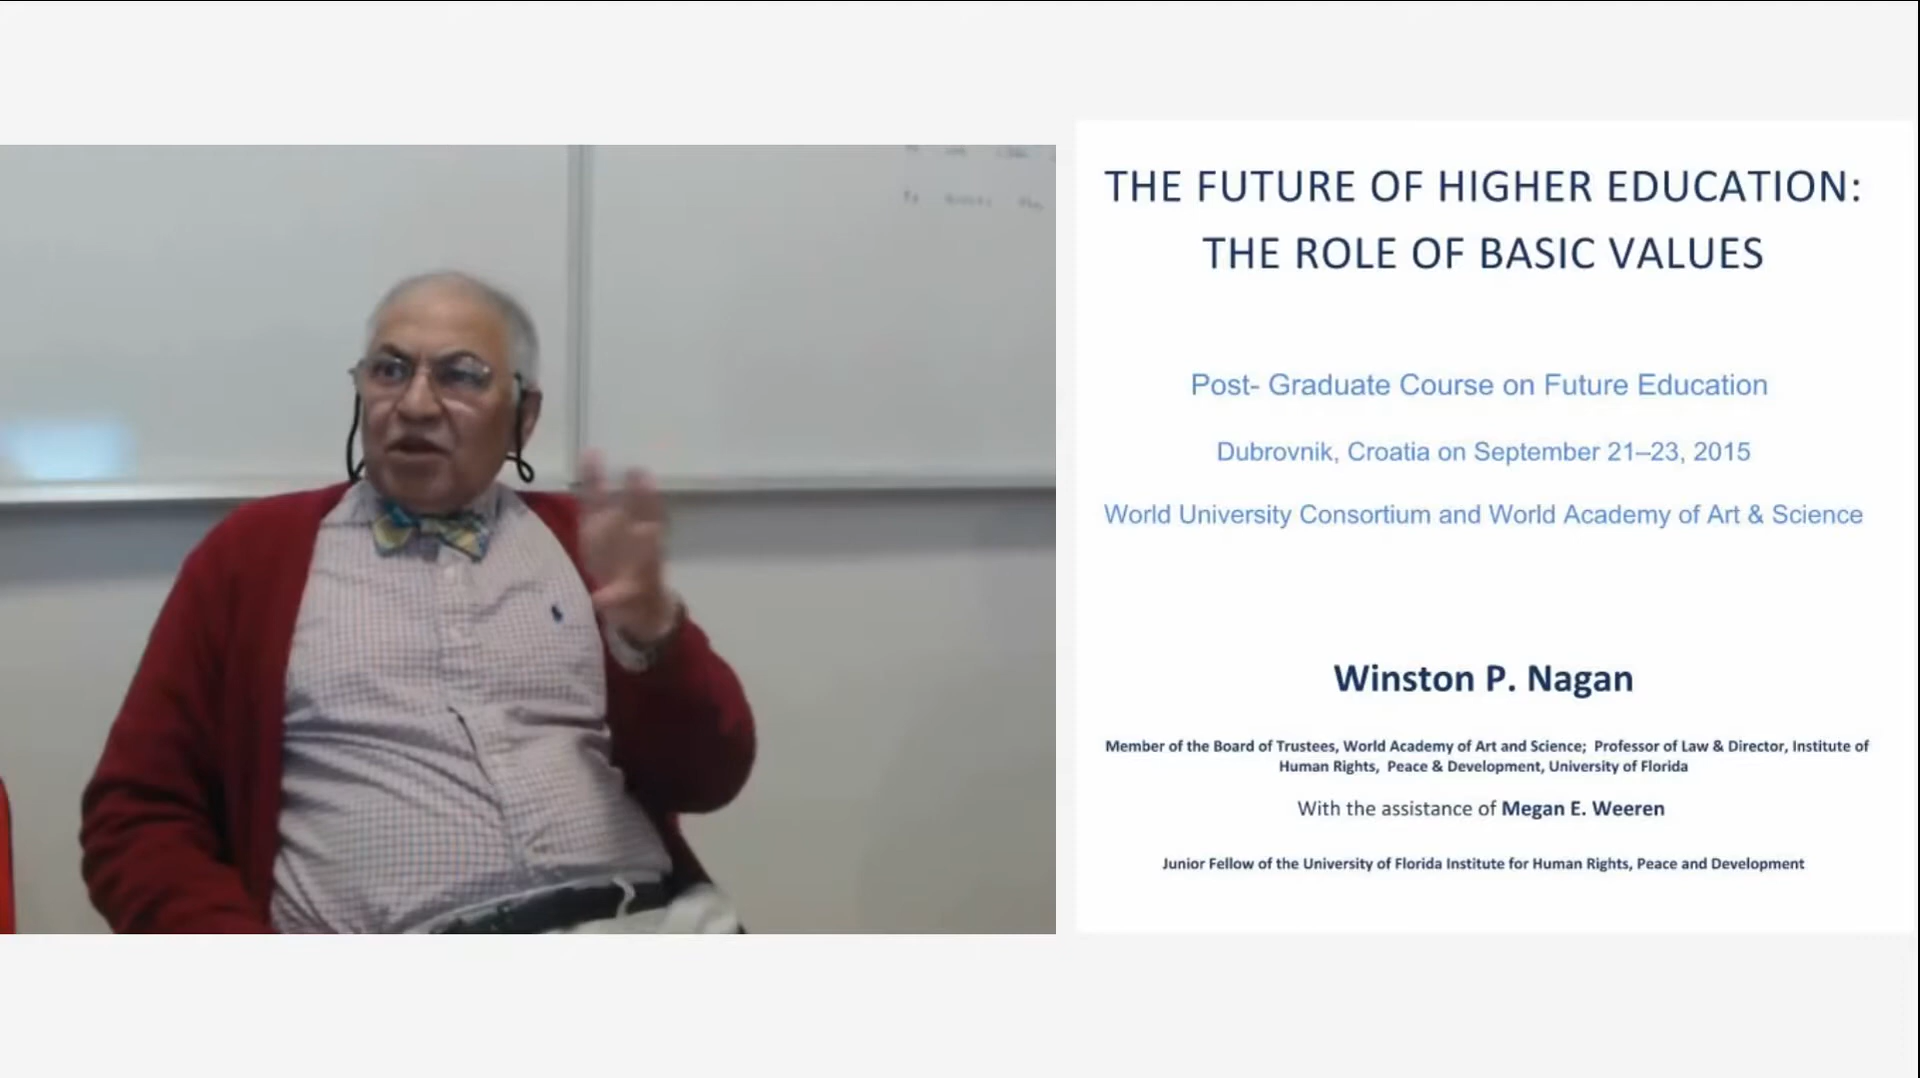 THE FUTURE OF HIGHER EDUCATION:
THE ROLE OF BASIC VALUES
Post- Graduate Course on Future Education
Dubrovnik, Croatia on September 21–23, 2015
World University Consortium and World Academy of Art & Science
Winston P. Nagan
Member of the Board of Trustees, World Academy of Art and Science; Professor of Law & Director, Institute of
Human Rights, Peace & Development, University of Florida
With the assistance of Megan E. Weeren
Junior Fellow of the University of Florida Institute for Human Rights, Peace and Development